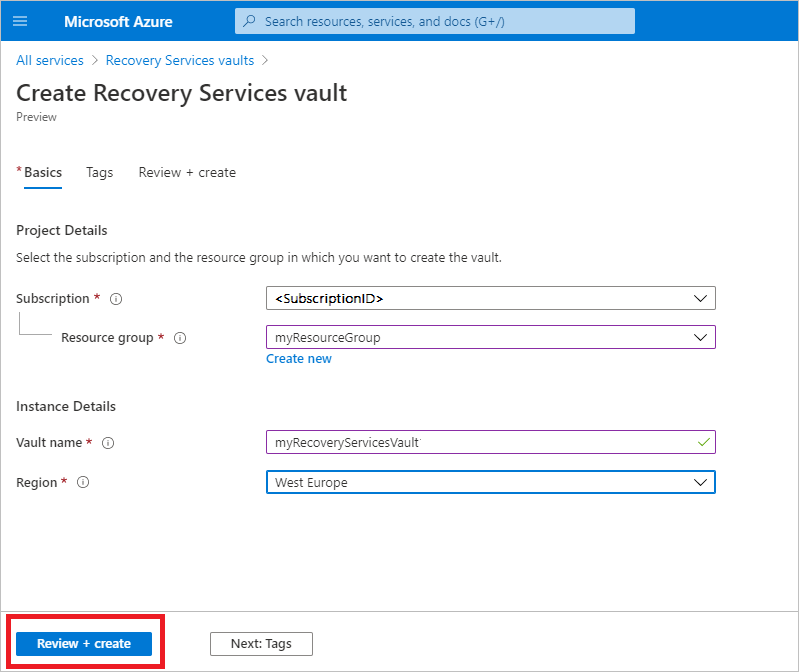 Microsoft Azure
Search resources, services, and docs (G+/)
All services > Recovery Services vaults >
Create Recovery Services vault
Preview
* Basics Tags Review + create
Project Details
Select the subscription and the resource group in which you want to create the vault.
Subscription * <SubscriptionID>
Resource group * myResourceGroup
Create new
Instance Details
Vault name * myRecoveryServicesVault
Region * West Europe
Review + create Next: Tags